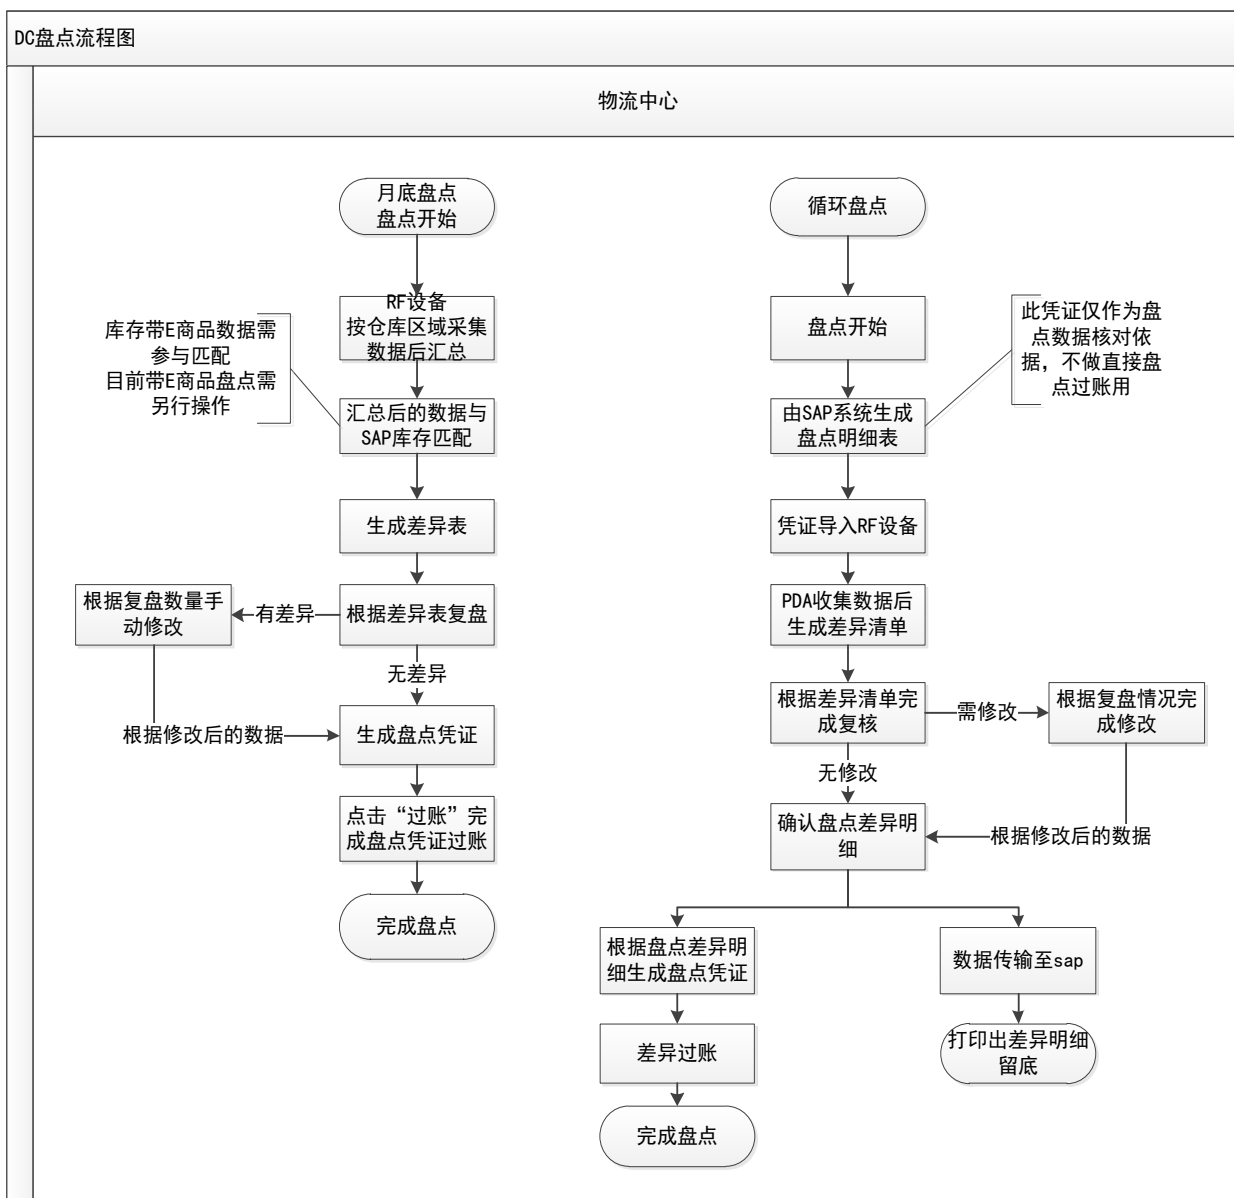 DC盘点流程图
物流中心
月底盘点
盘点开始
RF设备
按仓库区域采集
数据后汇总
库存带E商品数据需
参与匹配
目前带E商品盘点需
另行操作
汇总后的数据与
SAP库存匹配
生成差异表
根据差异表复盘
有差异
根据复盘数量手
动修改
无差异
根据修改后的数据
生成盘点凭证
点击“过账”完
成盘点凭证过账
完成盘点
循环盘点
盘点开始
此凭证仅作为盘
点数据核对依
据，不做直接盘
点过账用
由SAP系统生成
盘点明细表
凭证导入RF设备
PDA收集数据后
生成差异清单
根据差异清单完
成复核
需修改
根据复盘情况完
成修改
无修改
确认盘点差异明
细
根据修改后的数据
根据盘点差异明
细生成盘点凭证
差异过账
完成盘点
数据传输至sap
打印出差异明细
留底